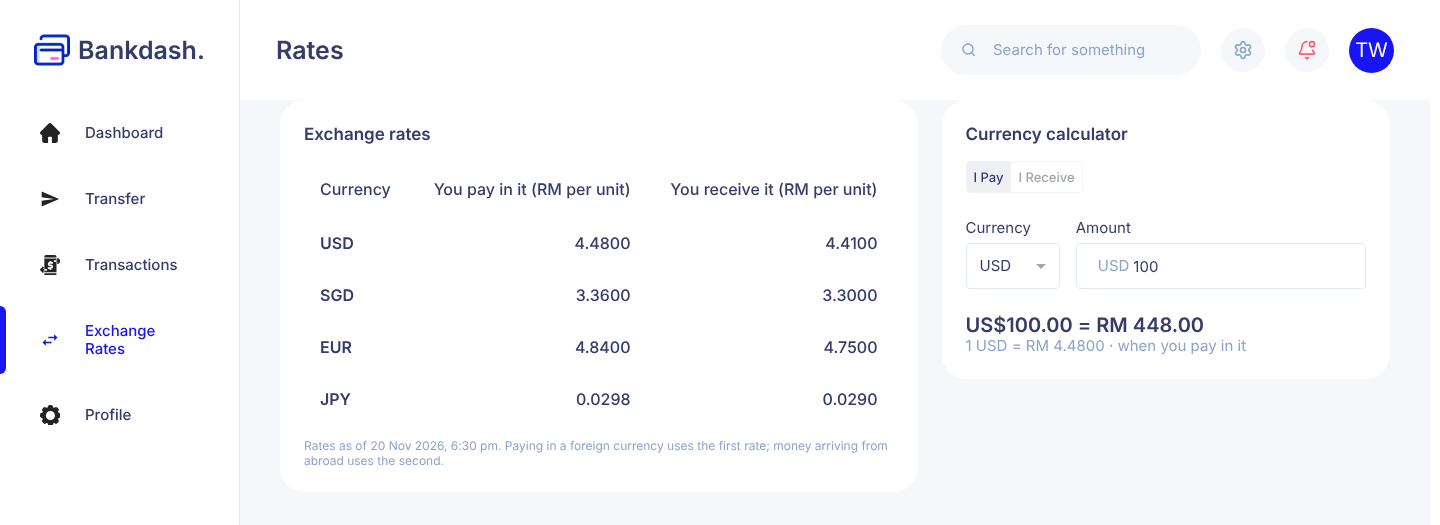 Bankdash.
Dashboard
Transfer
Transactions
Exchange
Rates
Profile
Rates
Search for something
TW
Exchange rates
Currency You pay in it (RM per unit) You receive it (RM per unit)
USD 4.4800 4.4100
SGD 3.3600 3.3000
EUR 4.8400 4.7500
JPY 0.0298 0.0290
Rates as of 20 Nov 2026, 6:30 pm. Paying in a foreign currency uses the first rate; money arriving from
abroad uses the second.
Currency calculator
I Pay I Receive
Currency Amount
USD USD 100
US$100.00 = RM 448.00
1 USD = RM 4.4800 · when you pay in it